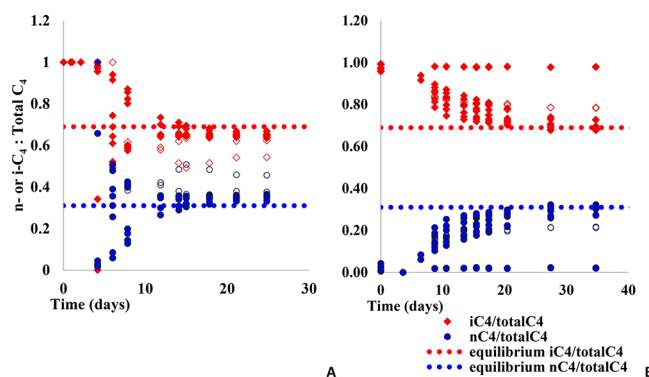 n- or i-C4 : Total C4
1.2
1
0.8
0.6
0.4
0.2
0
0
10
20
30
Time (days)
A
1.20
1.00
0.80
0.60
0.40
0.20
0.00
0
10
20
30
40
Time (days)
iC4/totalC4
nC4/totalC4
equilibrium iC4/totalC4
equilibrium nC4/totalC4